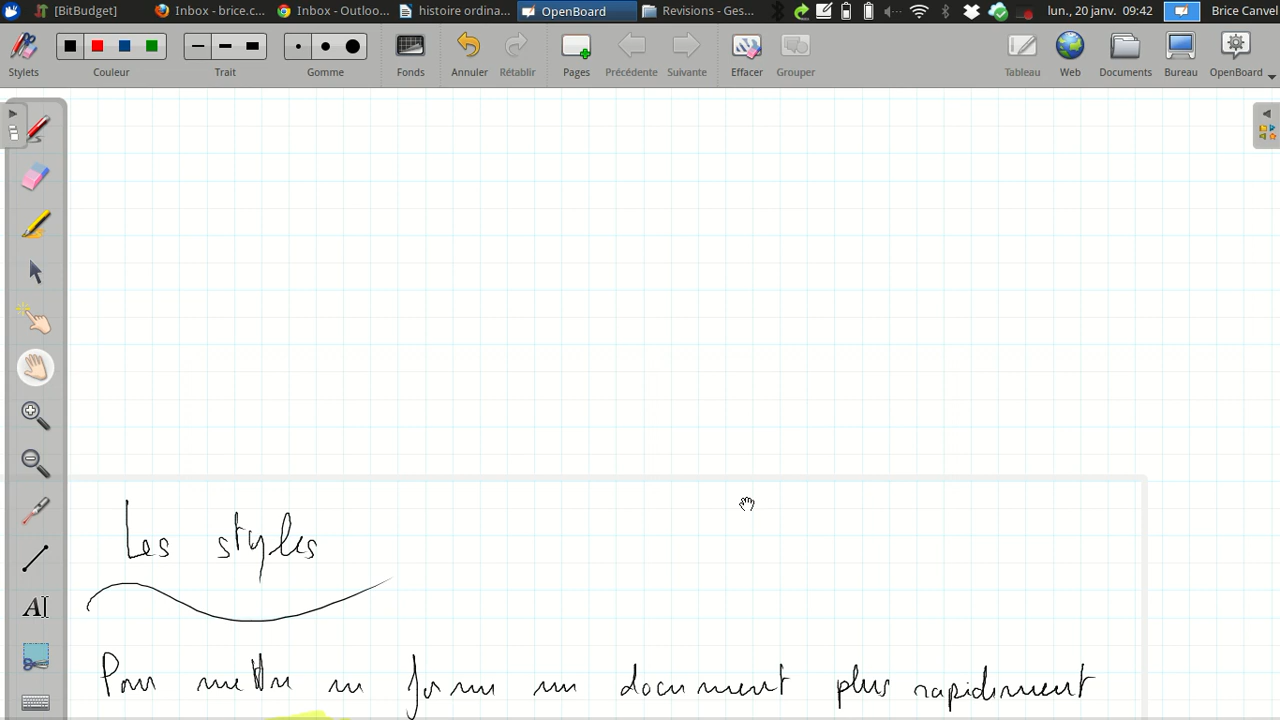 [BitBudget] Inbox - brice.c... Inbox - Outloo... histoire ordina... OpenBoard Revisions - Ges... lun., 20 janv., 09:42 Brice Canvel
Stylets Couleur Trait Gomme Fonds Annuler Rétablir Pages Précédente Suivante Effacer Grouper Tableau Web Documents Bureau OpenBoard
Les styles
Pour mettre en forme un document plus rapidement